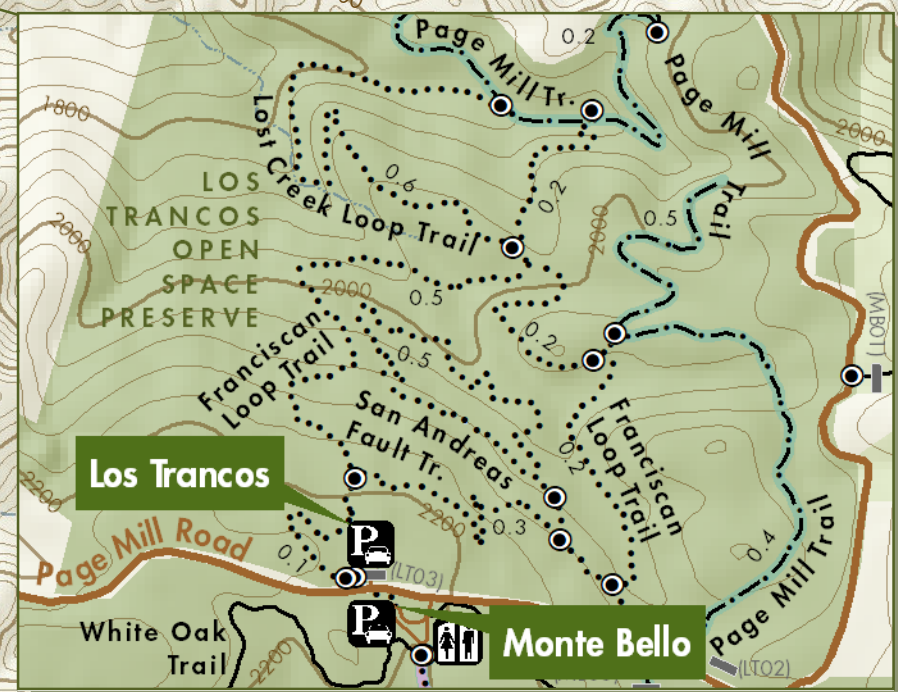 0.2
Page Mill Tr.
Page Mill Trail
1800
2000
Lost Creek Loop Trail
0.6
0.2
LOS
TRANCOS
OPEN
SPACE
PRESERVE
2000
2000
0.5
2000
0.5
0.2
(MB01)
Franciscan
Loop Trail
0.5
San Andreas
Fault Tr.
Franciscan
Loop Trail
0.2
Los Trancos
2200
2200
0.3
P
Page Mill Road
0.1
(LT03)
0.4
Page Mill Trail
P
White Oak
Trail
2200
Monte Bello
(LT02)